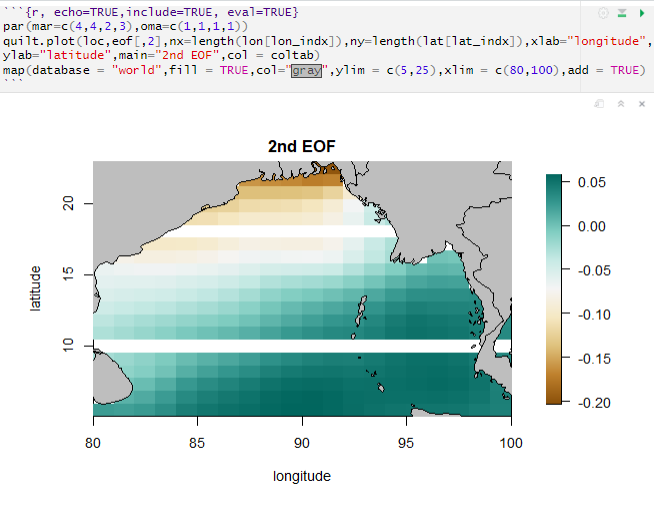 ```{r, echo=TRUE,include=TRUE, eval=TRUE}
par(mar=c(4,4,2,3),oma=c(1,1,1,1))
quilt.plot(loc,eof[,2],nx=length(lon[lon_indx]),ny=length(lat[lat_indx]),xlab="longitude",
ylab="latitude",main="2nd EOF",col = coltab)
map(database = "world",fill = TRUE,col="gray",ylim = c(5,25),xlim = c(80,100),add = TRUE)
```
2nd EOF
latitude
20
15
10
80 85 90 95 100
longitude
0.05
0.00
-0.05
-0.10
-0.15
-0.20